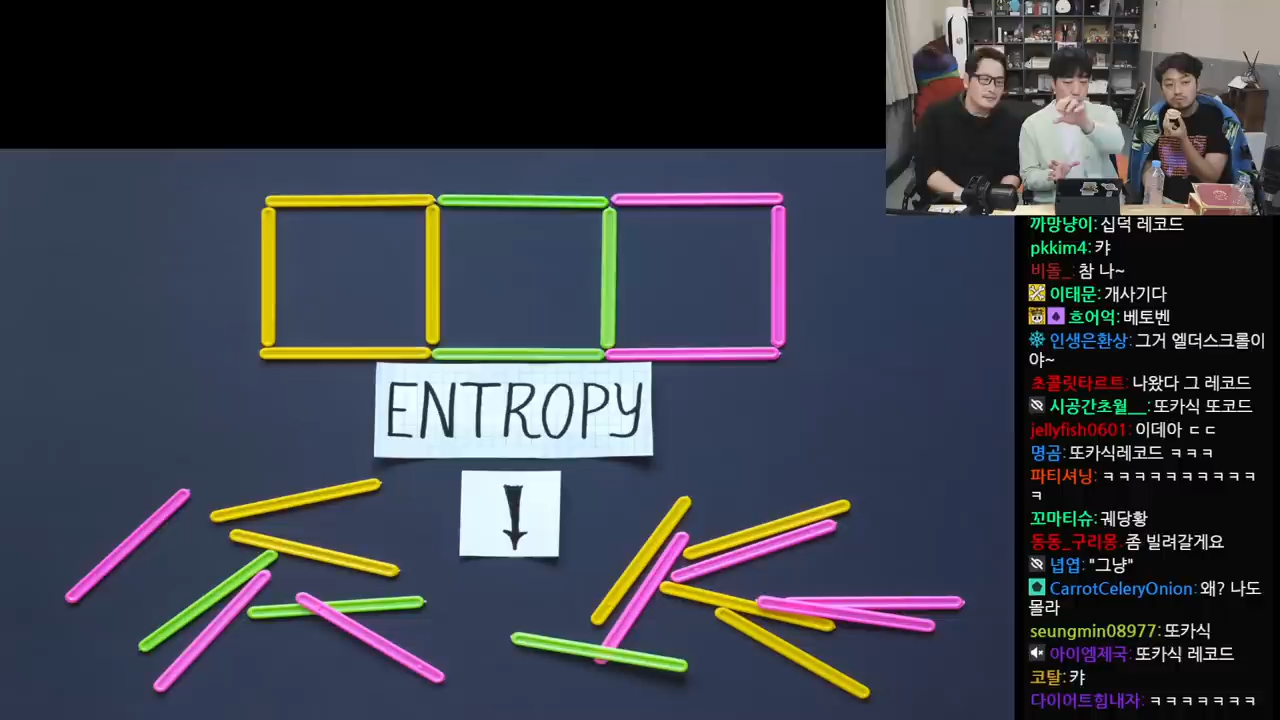 ENTROPY
까망냥이: 십덕 레코드
pkkim4: 캬
비돌_: 참 나~
이태문: 개사기다
흐어억: 베토벤
인생은환상: 그거 엘더스크롤이
야~
초콜릿타르트: 나왔다 그 레코드
시공간초월__: 또카식 또코드
jellyfish0601: 이데아 ㄷㄷ
명곰: 또카식레코드 ㅋㅋㅋ
파티셔닝: ㅋㅋㅋㅋㅋㅋㅋㅋㅋㅋ
ㅋ
꼬마티슈: 궤당황
동동_구리몽: 좀 빌려갈게요
넙엽: "그냥"
CarrotCeleryOnion: 왜? 나도
몰라
seungmin08977: 또카식
아이엠제국: 또카식 레코드
코탈: 캬
다이어트힘내자: ㅋㅋㅋㅋㅋㅋㅋ